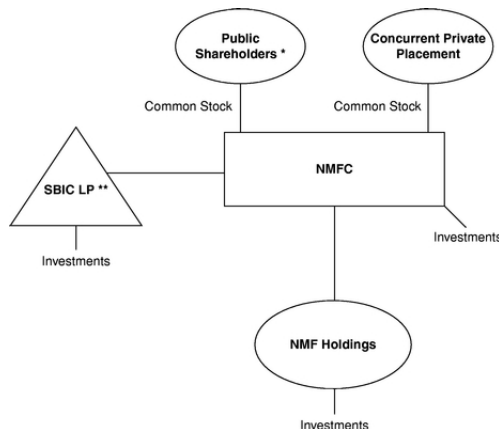 Public
Shareholders *
Concurrent Private
Placement
Common Stock
Common Stock
NMFC
SBIC LP **
Investments
Investments
NMF Holdings
Investments